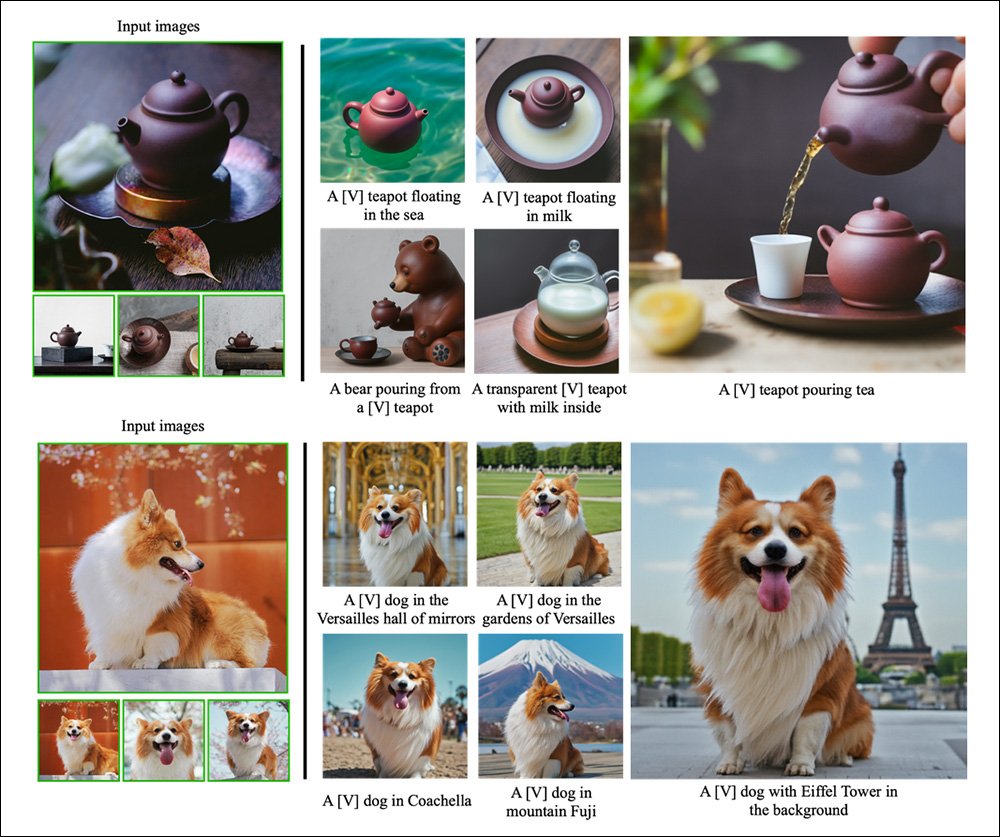 Input images
A [V] teapot floating
in the sea
A [V] teapot floating
in milk
A bear pouring from
a [V] teapot
A transparent [V] teapot
with milk inside
A [V] teapot pouring tea
Input images
A [V] dog in the
Versailles hall of mirrors
A [V] dog in the
gardens of Versailles
A [V] dog in Coachella
A [V] dog in
mountain Fuji
A [V] dog with Eiffel Tower in
the background